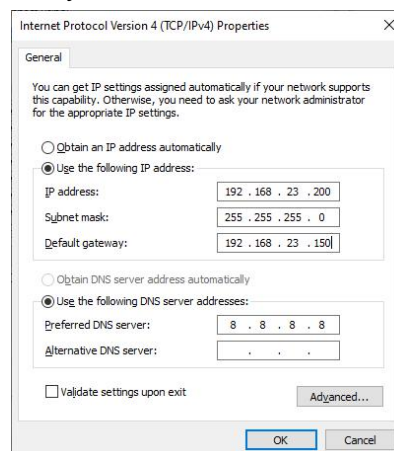 Internet Protocol Version 4 (TCP/IPv4) Properties
General
You can get IP settings assigned automatically if your network supports
this capability. Otherwise, you need to ask your network administrator
for the appropriate IP settings.
Obtain an IP address automatically
Use the following IP address:
IP address: 192 . 168 . 23 . 200
Subnet mask: 255 . 255 . 255 . 0
Default gateway: 192 . 168 . 23 . 150
Obtain DNS server address automatically
Use the following DNS server addresses:
Preferred DNS server: 8 . 8 . 8 . 8
Alternative DNS server: . . .
Validate settings upon exit
Advanced...
OK Cancel